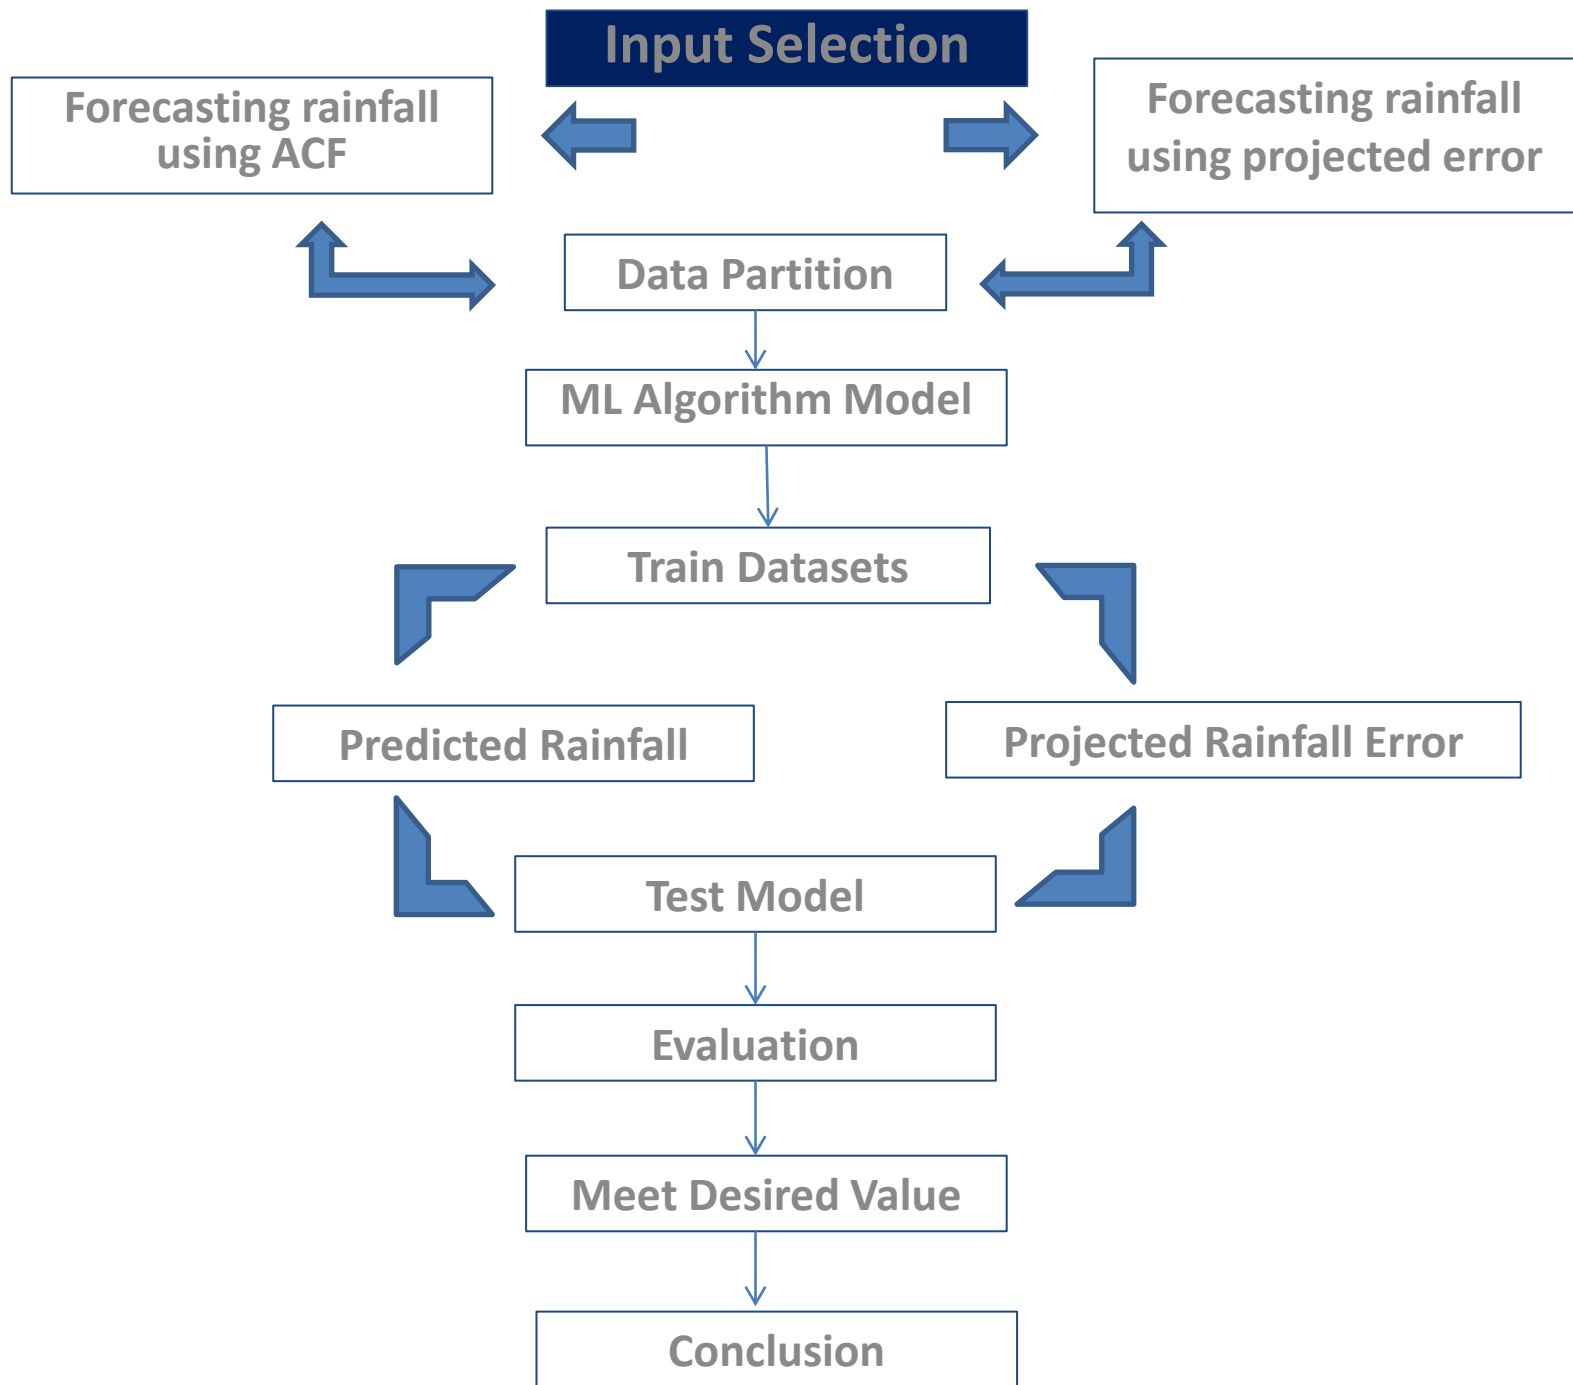 Input Selection
Forecasting rainfall
using ACF
Forecasting rainfall
using projected error
Data Partition
ML Algorithm Model
Train Datasets
Predicted Rainfall
Projected Rainfall Error
Test Model
Evaluation
Meet Desired Value
Conclusion